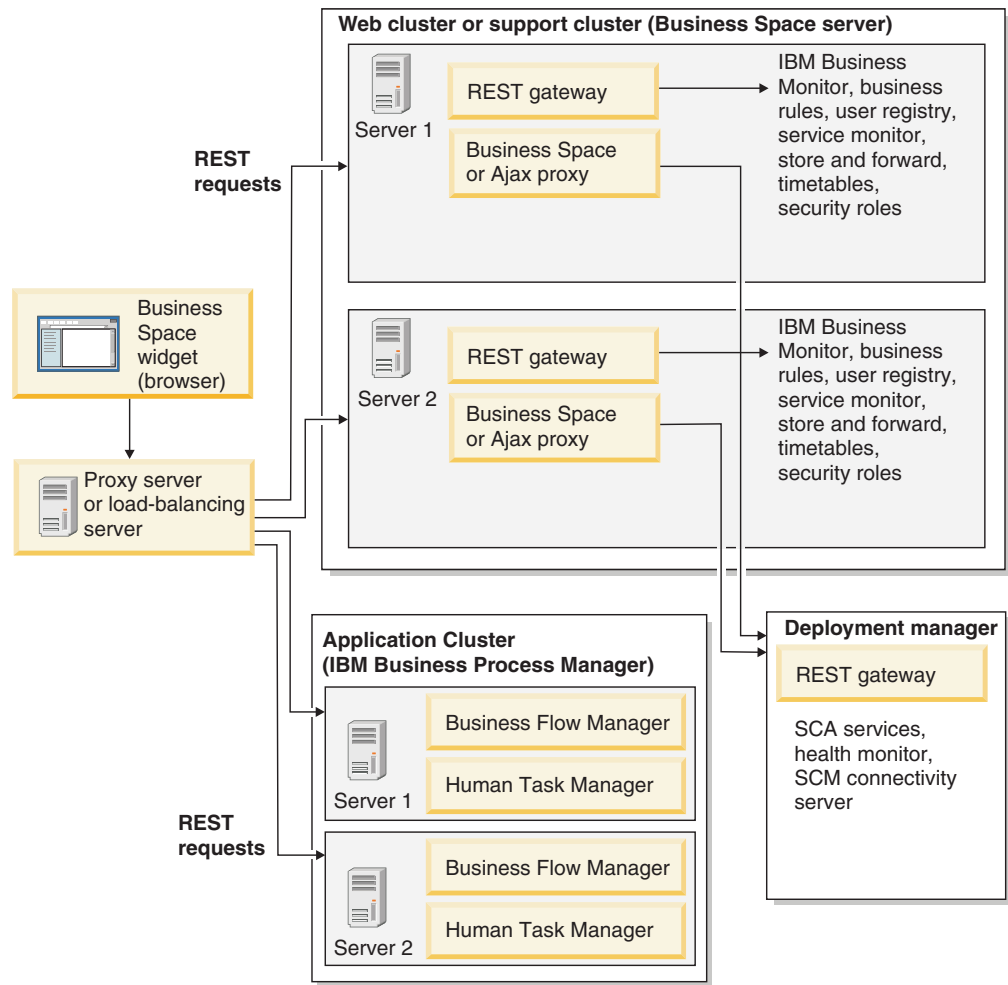 Web cluster or support cluster (Business Space server)
Server 1
REST gateway
Business Space
or Ajax proxy
IBM Business
Monitor, business
rules, user registry,
service monitor,
store and forward,
timetables,
security roles
REST
requests
Server 2
REST gateway
Business Space
or Ajax proxy
IBM Business
Monitor, business
rules, user registry,
service monitor,
store and forward,
timetables,
security roles
Business
Space
widget
(browser)
Proxy server
or load-balancing
server
Application Cluster
(IBM Business Process Manager)
Server 1
Business Flow Manager
Human Task Manager
REST
requests
Server 2
Business Flow Manager
Human Task Manager
Deployment manager
REST gateway
SCA services,
health monitor,
SCM connectivity
server